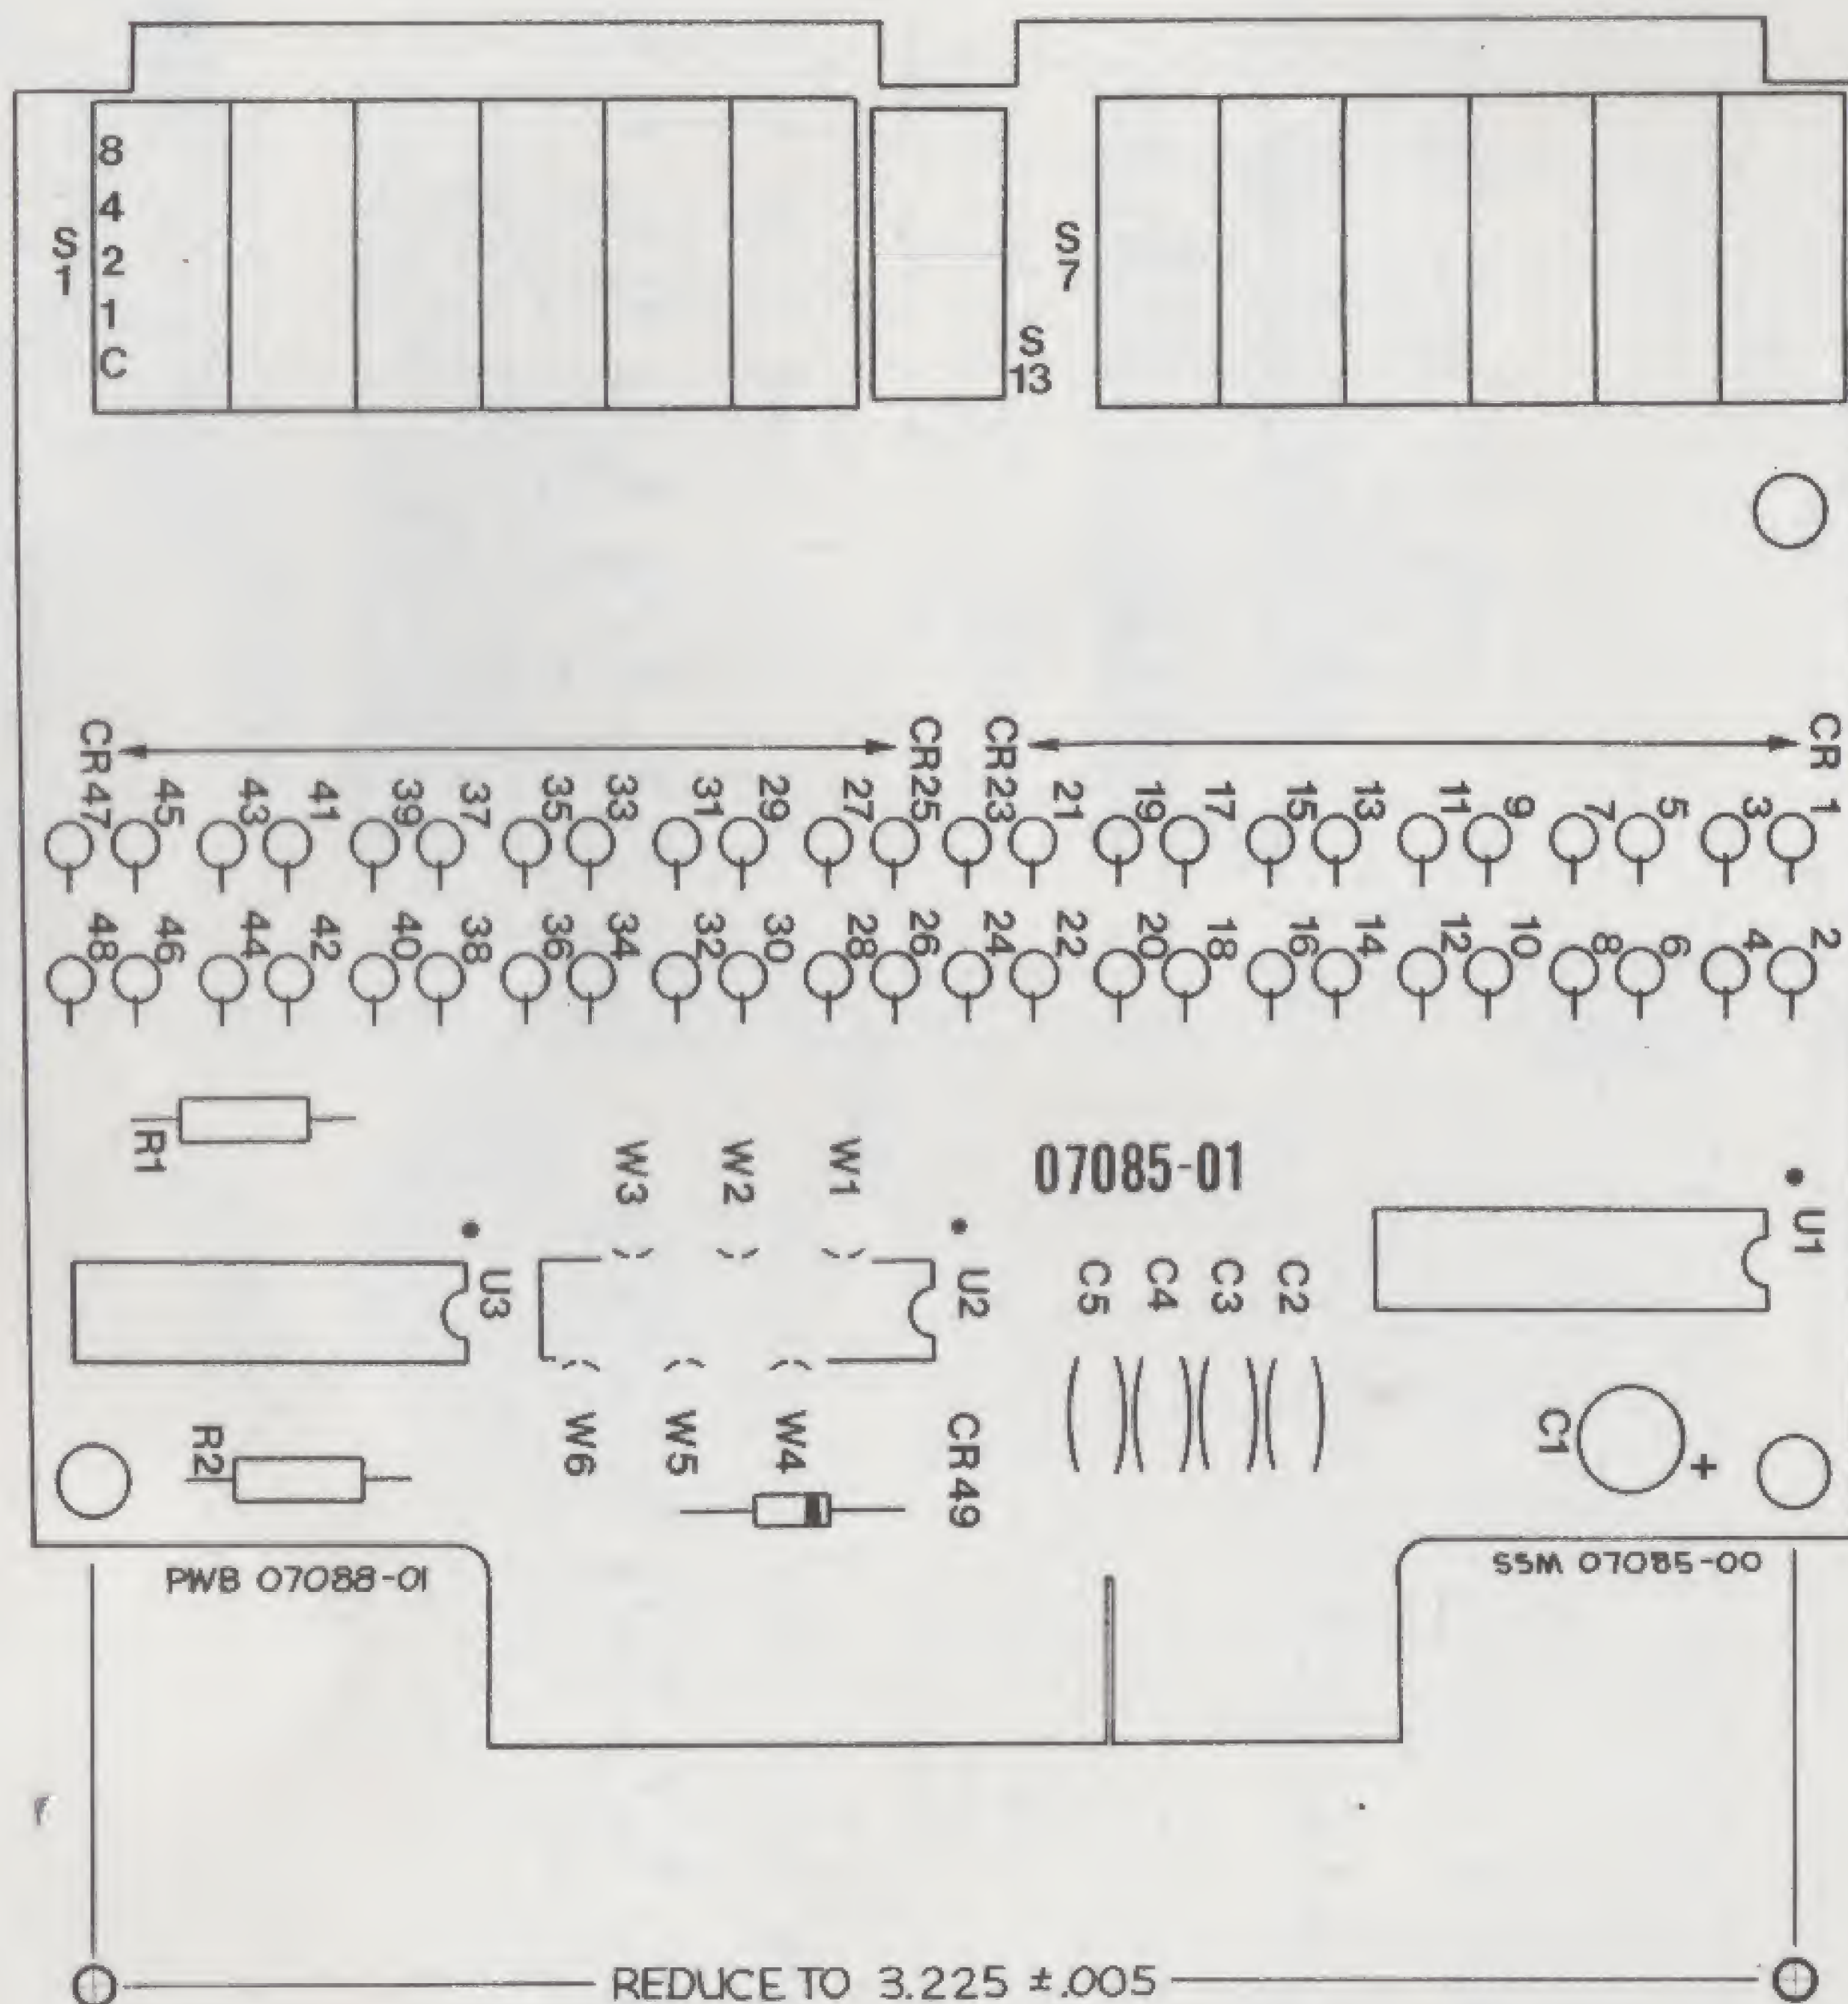 8
4
2
1
C
S
1
S
7
S
13
CR47 45 43 41 39 37 35 33 31 29 27 CR25 CR23 21 19 17 15 13 11 9 7 5 3 CR 1
48 46 44 42 40 38 36 34 32 30 28 26 24 22 20 18 16 14 12 10 8 6 4 2
R1
W3 W2 W1
07085-01
U3
U2
C5 C4 C3 C2
U1
R2
W6 W5 W4
CR49
C1
+
PWB 07088-01
SSM 07085-00
REDUCE TO 3.225 ±.005